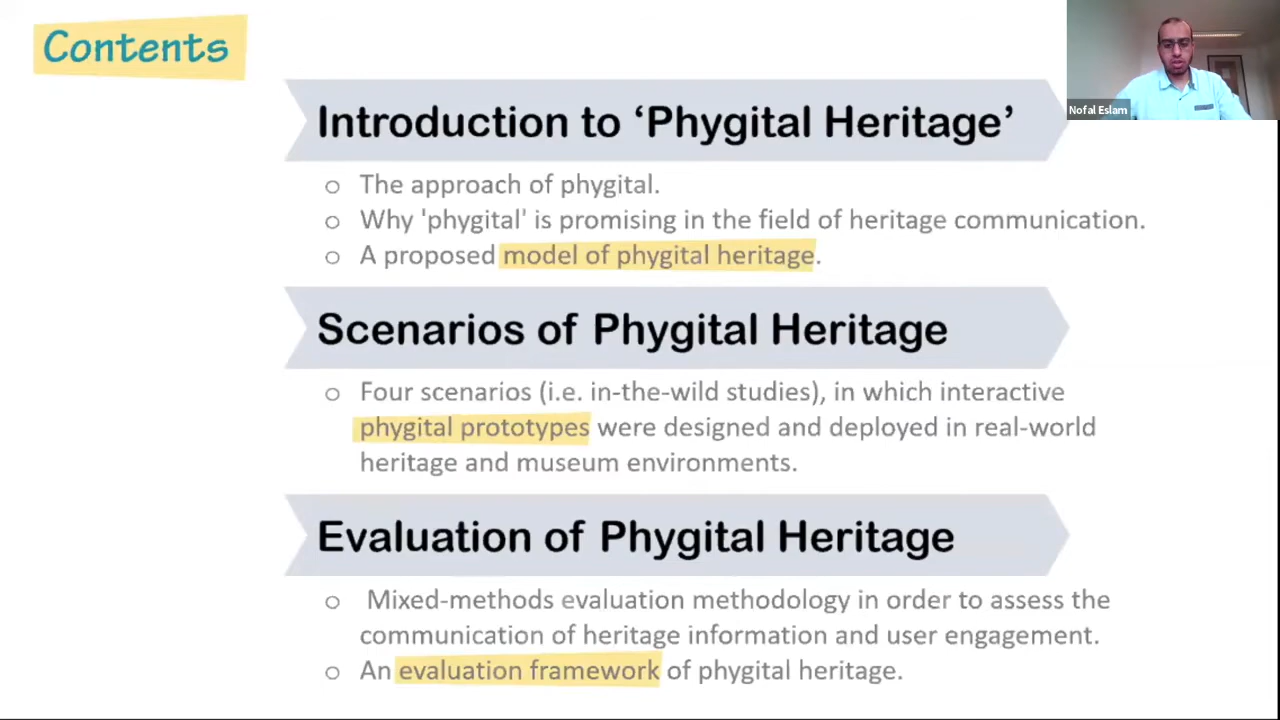 Contents
Nofal Eslam
Introduction to ‘Phygital Heritage’
o The approach of phygital.
o Why 'phygital' is promising in the field of heritage communication.
o A proposed model of phygital heritage.
Scenarios of Phygital Heritage
o Four scenarios (i.e. in-the-wild studies), in which interactive
phygital prototypes were designed and deployed in real-world
heritage and museum environments.
Evaluation of Phygital Heritage
o Mixed-methods evaluation methodology in order to assess the
communication of heritage information and user engagement.
o An evaluation framework of phygital heritage.